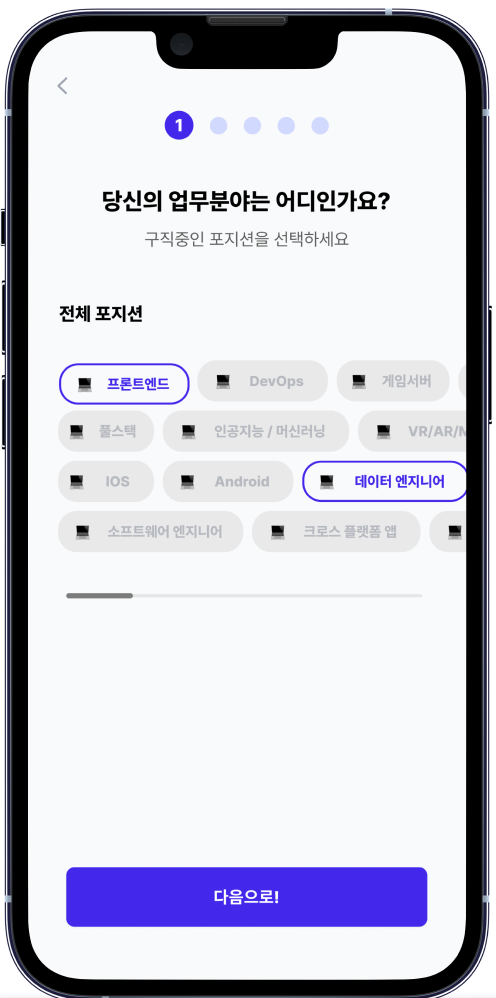 1
당신의 업무분야는 어디인가요?
구직중인 포지션을 선택하세요
전체 포지션
프론트엔드 DevOps 게임서버
풀스택 인공지능 / 머신러닝 VR/AR/
IOS Android 데이터 엔지니어
소프트웨어 엔지니어 크로스 플랫폼 앱
다음으로!